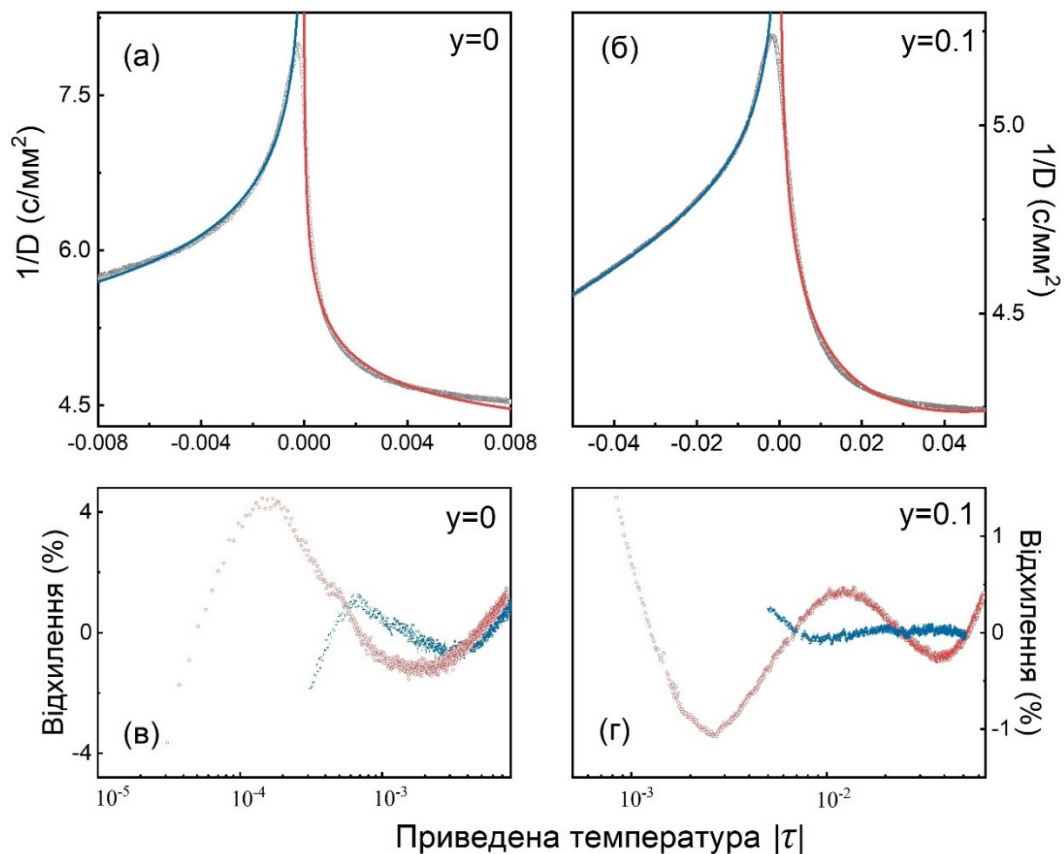 (а)
y=0
7.5
6.0
4.5
1/D (с/мм²)
-0.008
-0.004
0.000
0.004
0.008
(б)
y=0.1
5.0
4.5
1/D (с/мм²)
-0.04
-0.02
0.00
0.02
0.04
y=0
4
0
-4
Відхилення (%)
(в)
10⁻⁵
10⁻⁴
10⁻³
y=0.1
1
0
-1
Відхилення (%)
(г)
10⁻³
10⁻²
Приведена температура |τ|